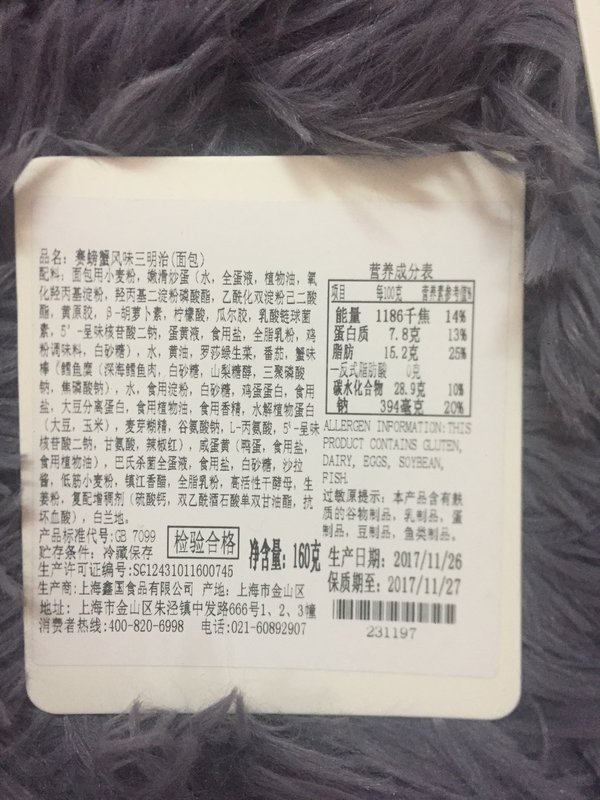 品名: 赛螃蟹风味三明治(面包)
配料: 面包用小麦粉, 嫩滑炒蛋 (水, 全蛋液, 植物油, 氧
化羟丙基淀粉, 羟丙基二淀粉磷酸酯, 乙酰化双淀粉己二酸
酯, 黄原胶, β-胡萝卜素, 柠檬酸, 瓜尔胶, 乳酸链球菌
素, 5'-呈味核苷酸二钠, 蛋黄液, 食用盐, 全脂乳粉, 鸡
粉调味料, 白砂糖), 水, 黄油, 罗莎绿生菜, 番茄, 蟹味
棒 (鳕鱼糜 (深海鳕鱼肉, 白砂糖, 山梨糖醇, 三聚磷酸
钠, 焦磷酸钠), 水, 食用淀粉, 白砂糖, 鸡蛋蛋白, 食用
盐, 大豆分离蛋白, 食用植物油, 食用香精, 水解植物蛋白
(大豆, 玉米), 麦芽糊精, 谷氨酸钠, L-丙氨酸, 5'-呈味
核苷酸二钠, 甘氨酸, 辣椒红), 咸蛋黄 (鸭蛋, 食用盐,
食用植物油), 巴氏杀菌全蛋液, 食用盐, 白砂糖, 沙拉
酱, 低筋小麦粉, 镇江香醋, 全脂乳粉, 高活性干酵母, 生
姜粉, 复配增稠剂 (硫酸钙, 双乙酰酒石酸单双甘油酯, 抗
坏血酸), 白兰地。
产品标准代号:GB 7099
贮存条件: 冷藏保存
检验合格
净含量: 160克
生产许可证编号:SC12431011600745
生产商:上海鑫国食品有限公司 产地: 上海市金山区
地址: 上海市金山区朱泾镇中发路666号1、2、3幢
消费者热线:400-820-6998 电话:021-60892907
营养成分表
项目 每100克 营养素参考值%
能量 1186千焦 14%
蛋白质 7.8克 13%
脂肪 15.2克 25%
—反式脂肪酸 0克
碳水化合物 28.9克 10%
钠 394毫克 20%
ALLERGEN INFORMATION:THIS
PRODUCT CONTAINS GLUTEN,
DAIRY, EGGS, SOYBEAN,
FISH.
过敏原提示: 本产品含有麸
质的谷物制品, 乳制品, 蛋
制品, 豆制品, 鱼类制品。
生产日期: 2017/11/26
保质期至: 2017/11/27
231197